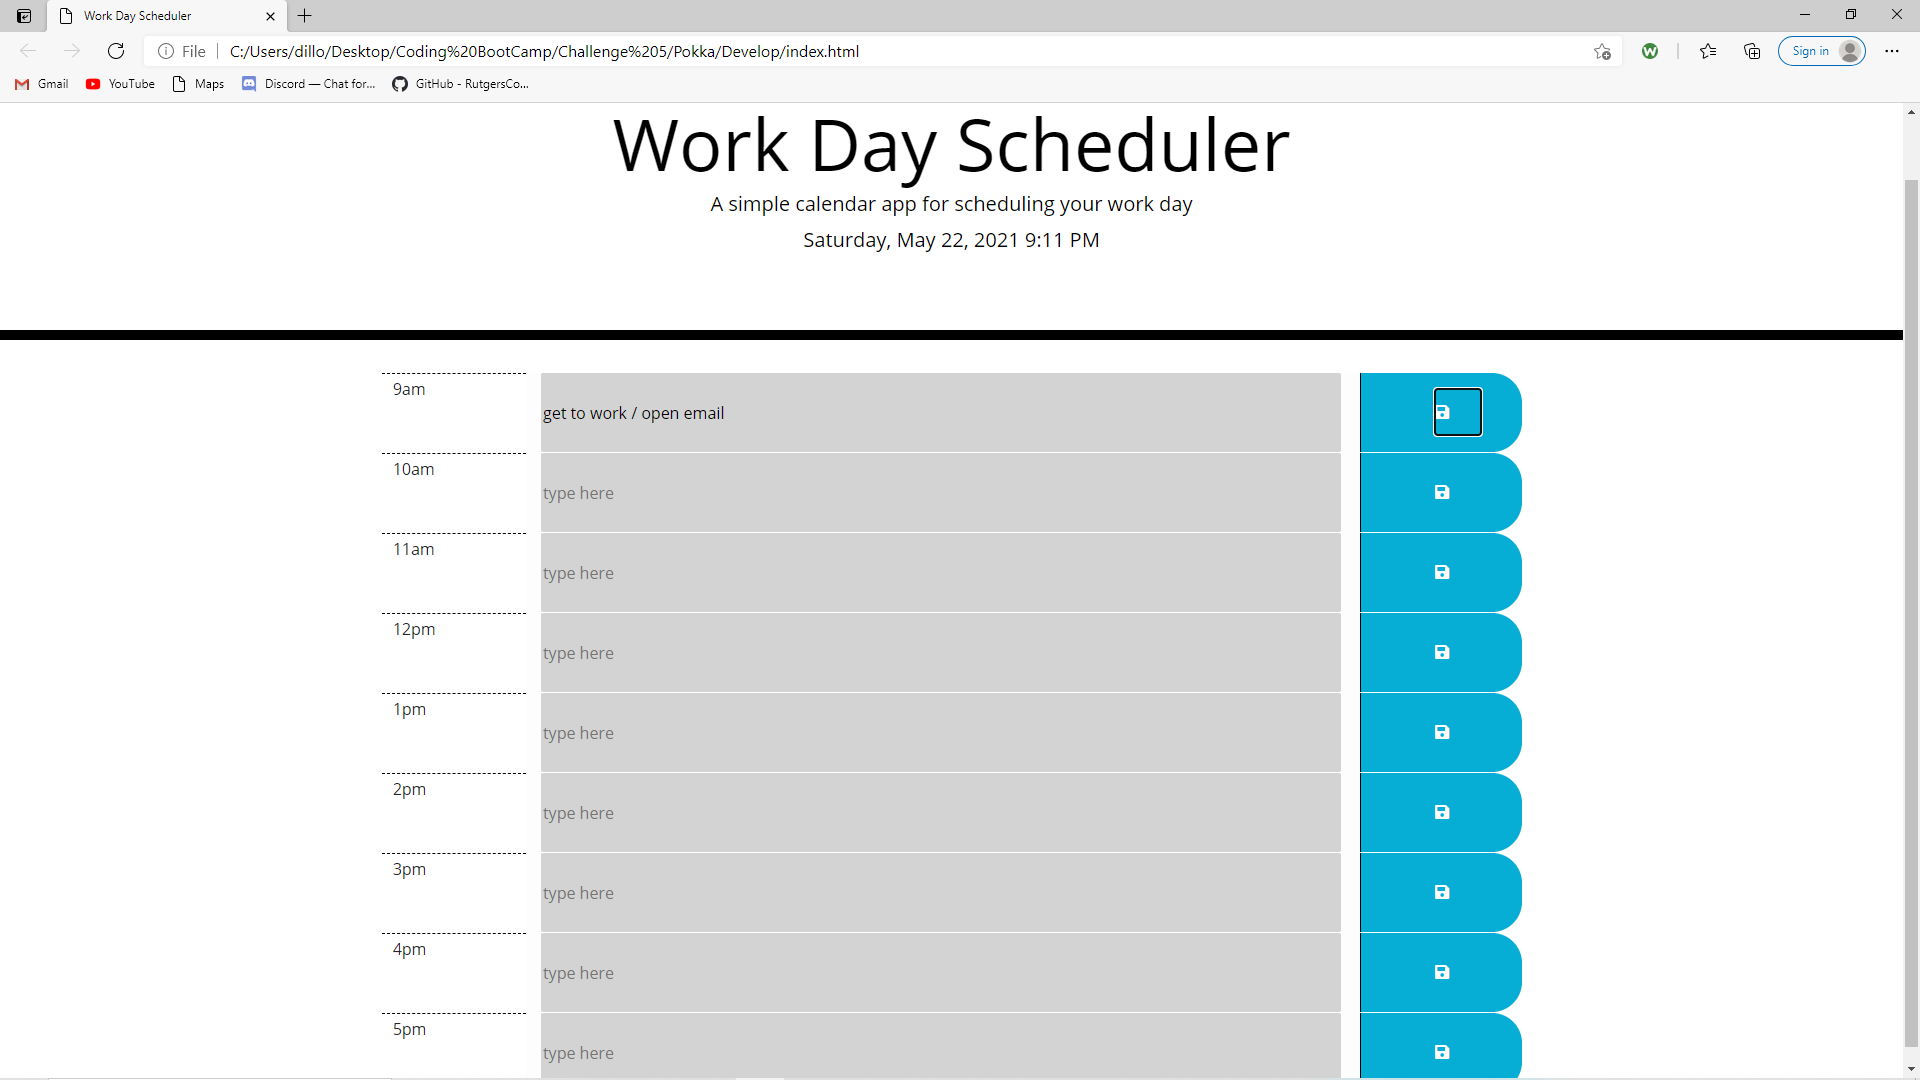 Work Day Scheduler
File C:/Users/dillo/Desktop/Coding%20BootCamp/Challenge%205/Pokka/Develop/index.html
Sign in
Gmail YouTube Maps Discord — Chat for... GitHub - RutgersCo...
Work Day Scheduler
A simple calendar app for scheduling your work day
Saturday, May 22, 2021 9:11 PM
9am
get to work / open email
10am
type here
11am
type here
12pm
type here
1pm
type here
2pm
type here
3pm
type here
4pm
type here
5pm
type here